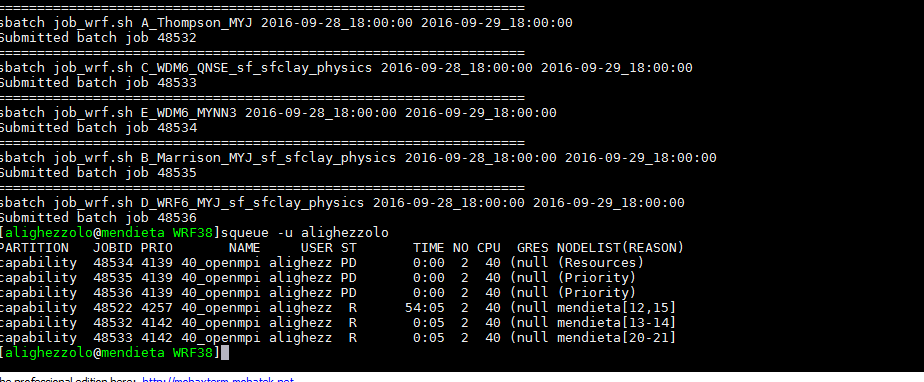 ================================================================
sbatch job_wrf.sh A_Thompson_MYJ 2016-09-28_18:00:00 2016-09-29_18:00:00
Submitted batch job 48532
================================================================
sbatch job_wrf.sh C_WDM6_QNSE_sf_sfclay_physics 2016-09-28_18:00:00 2016-09-29_18:00:00
Submitted batch job 48533
================================================================
sbatch job_wrf.sh E_WDM6_MYNN3 2016-09-28_18:00:00 2016-09-29_18:00:00
Submitted batch job 48534
================================================================
sbatch job_wrf.sh B_Marrison_MYJ_sf_sfclay_physics 2016-09-28_18:00:00 2016-09-29_18:00:00
Submitted batch job 48535
================================================================
sbatch job_wrf.sh D_WRF6_MYJ_sf_sfclay_physics 2016-09-28_18:00:00 2016-09-29_18:00:00
Submitted batch job 48536
[alighezzolo@mendieta WRF38]squeue -u alighezzolo
PARTITION  JOBID PRIO       NAME     USER ST       TIME NO CPU  GRES NODELIST(REASON)
capability  48534 4139 40_openmpi alighezz PD       0:00  2  40 (null (Resources)
capability  48535 4139 40_openmpi alighezz PD       0:00  2  40 (null (Priority)
capability  48536 4139 40_openmpi alighezz PD       0:00  2  40 (null (Priority)
capability  48522 4257 40_openmpi alighezz  R      54:05  2  40 (null mendieta[12,15]
capability  48532 4142 40_openmpi alighezz  R       0:05  2  40 (null mendieta[13-14]
capability  48533 4142 40_openmpi alighezz  R       0:05  2  40 (null mendieta[20-21]
[alighezzolo@mendieta WRF38]
he professional edition here: http://mobaxterm.mobatek.net